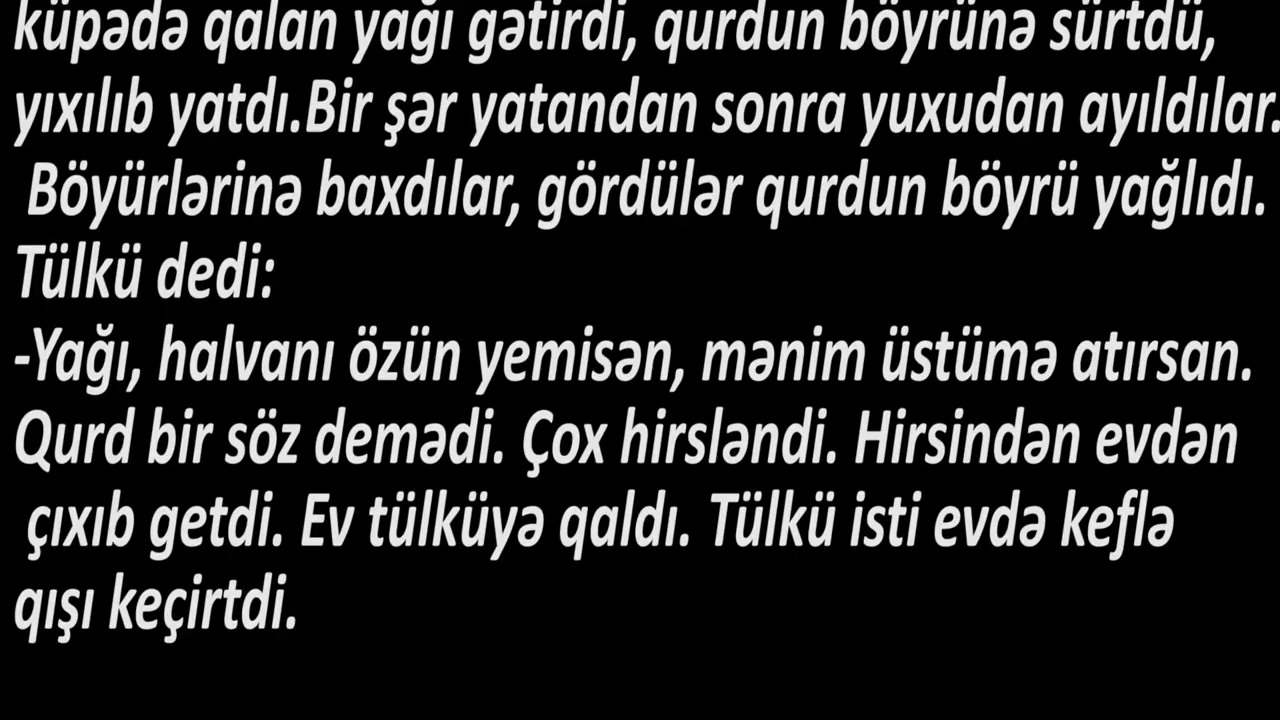 küpədə qalan yağı gətirdi, qurdun böyrünə sürtdü,
yıxılıb yatdı.Bir şər yatandan sonra yuxudan ayıldılar.
Böyürlərinə baxdılar, gördülər qurdun böyrü yağlıdı.
Tülkü dedi:
-Yağı, halvanı özün yemisən, mənim üstümə atırsan.
Qurd bir söz demədi. Çox hirsləndi. Hirsindən evdən
çıxıb getdi. Ev tülküyə qaldı. Tülkü isti evdə keflə
qışı keçirtdi.